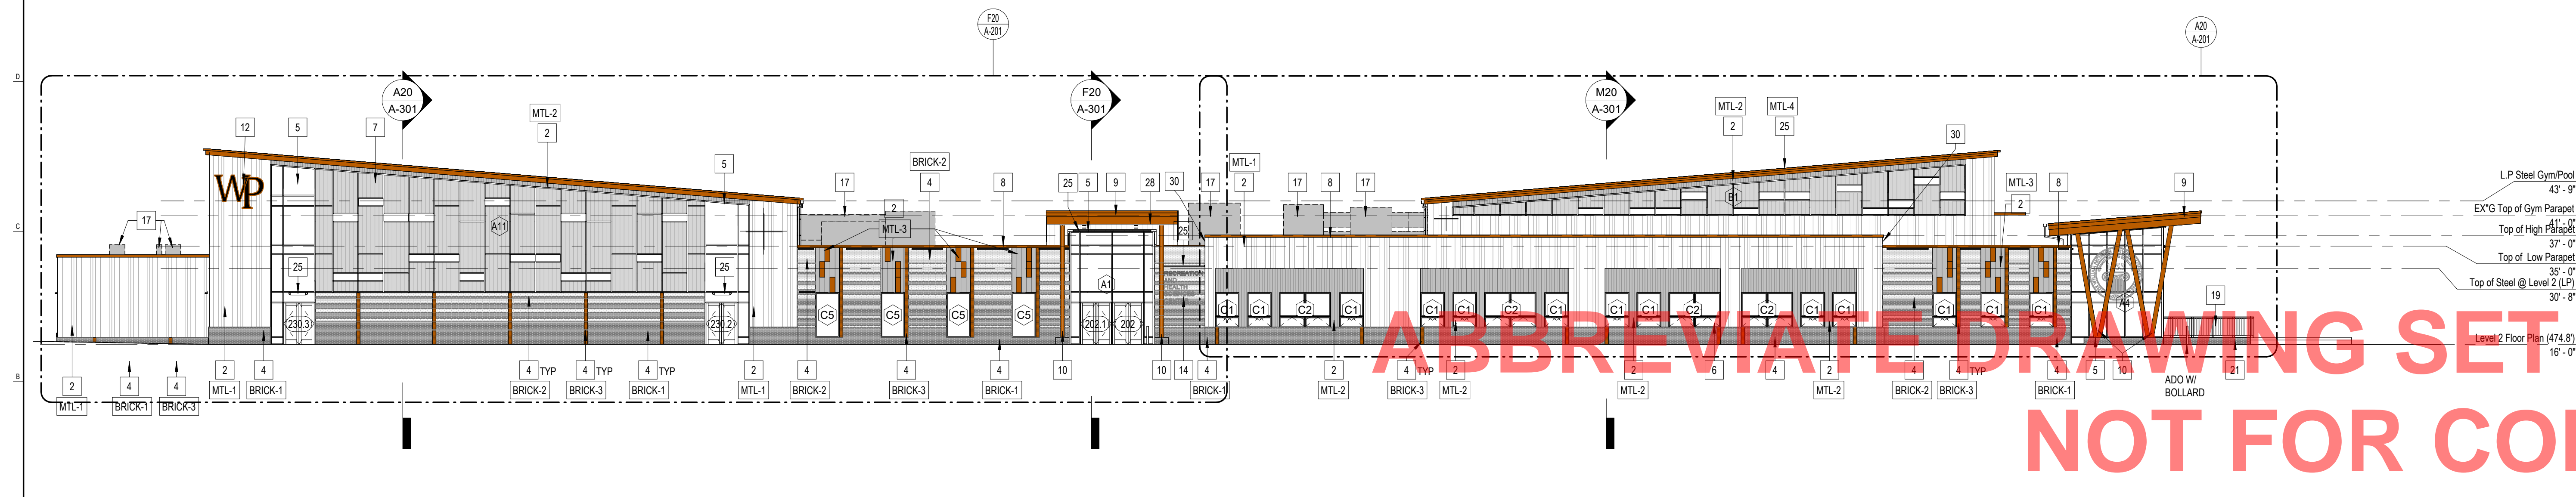 F20
A-201
A20
A-201
D
A20
A-301
F20
A-301
M20
A-301
MTL-2
MTL-2
MTL-4
12
5
7
2
2
25
30
5
BRICK-2
MTL-1
4
17
8
25
5
9
28
30
17
2
17
8
17
MTL-3
8
9
2
L.P Steel Gym/Pool
43' - 9"
WP
2
MTL-3
B1
EX"G Top of Gym Parapet
41' - 0"
Top of High Parapet
37' - 0"
17
C
A11
25
Top of Low Parapet
35' - 0"
25
25
RECREATION
AND
HEALTH
Top of Steel @ Level 2 (LP)
30' - 8"
A1
A4
19
230.3
230.2
C5
C5
C5
C5
202.1
202
C1
C1
C2
C1
C1
C1
C2
C1
C1
C1
C2
C2
C1
C1
C1
C1
C1
ABBREVIATE DRAWING SET
Level 2 Floor Plan (474.8')
16' - 0"
2
4
4
2
4
4 TYP
4 TYP
4 TYP
2
4
4
4
10
10
14
4
2
4 TYP
2
2
6
4
2
4
4 TYP
4
5
10
21
MTL-1
BRICK-1
BRICK-3
MTL-1
BRICK-1
BRICK-2
BRICK-3
BRICK-1
MTL-1
BRICK-2
BRICK-3
BRICK-1
BRICK-1
MTL-2
BRICK-3
MTL-2
MTL-2
MTL-2
BRICK-2
BRICK-3
BRICK-1
ADO W/
BOLLARD
B
NOT FOR CO